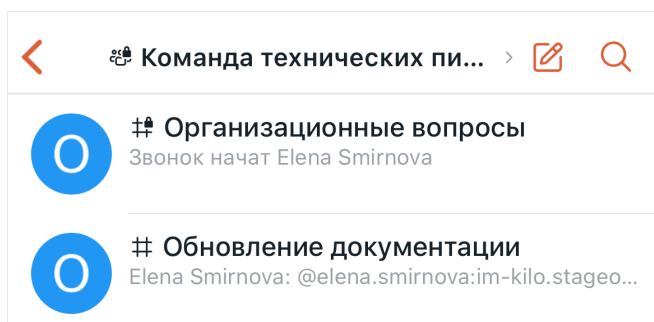 Команда технических пи...
О
Организационные вопросы
Звонок начат Elena Smirnova
О
Обновление документации
Elena Smirnova: @elena.smirnova:im-kilo.stageo...